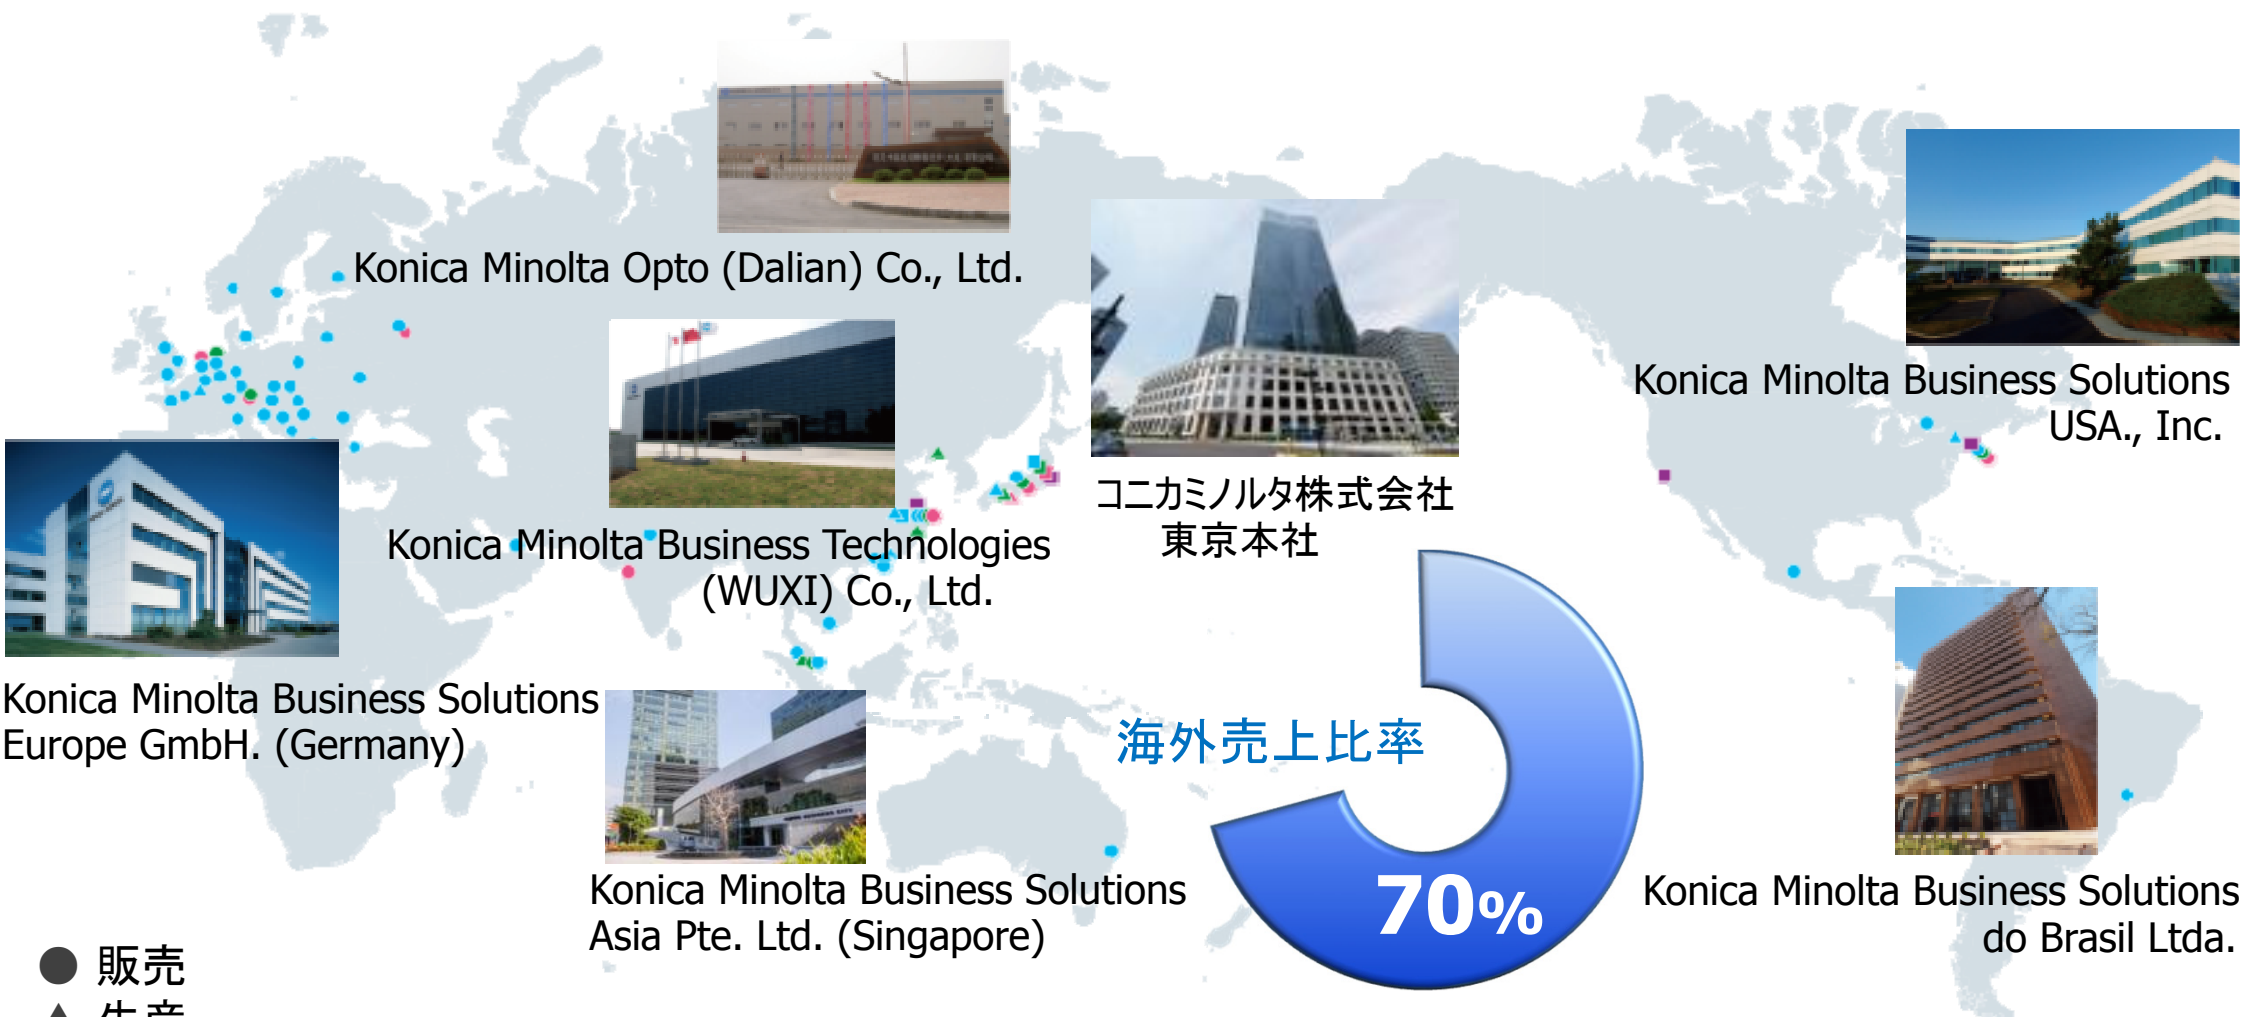 Konica Minolta Opto (Dalian) Co., Ltd.
Konica Minolta Business Solutions
USA., Inc.
コニカミノルタ株式会社
東京本社
Konica Minolta Business Technologies
(WUXI) Co., Ltd.
Konica Minolta Business Solutions
Europe GmbH. (Germany)
海外売上比率
70%
Konica Minolta Business Solutions
Asia Pte. Ltd. (Singapore)
Konica Minolta Business Solutions
do Brasil Ltda.
● 販売
▲ 生産